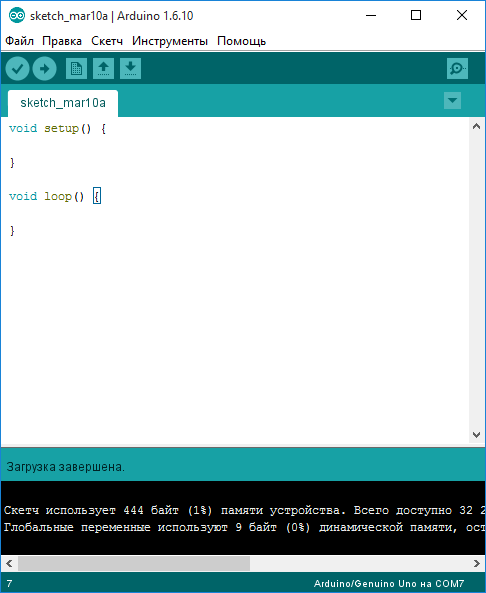 sketch_mar10a | Arduino 1.6.10
Файл Правка Скетч Инструменты Помощь
sketch_mar10a
void setup() {
}
void loop() {
}
Загрузка завершена.
Скетч использует 444 байт (1%) памяти устройства. Всего доступно 32 2
Глобальные переменные используют 9 байт (0%) динамической памяти, ост
7 Arduino/Genuino Uno на COM7